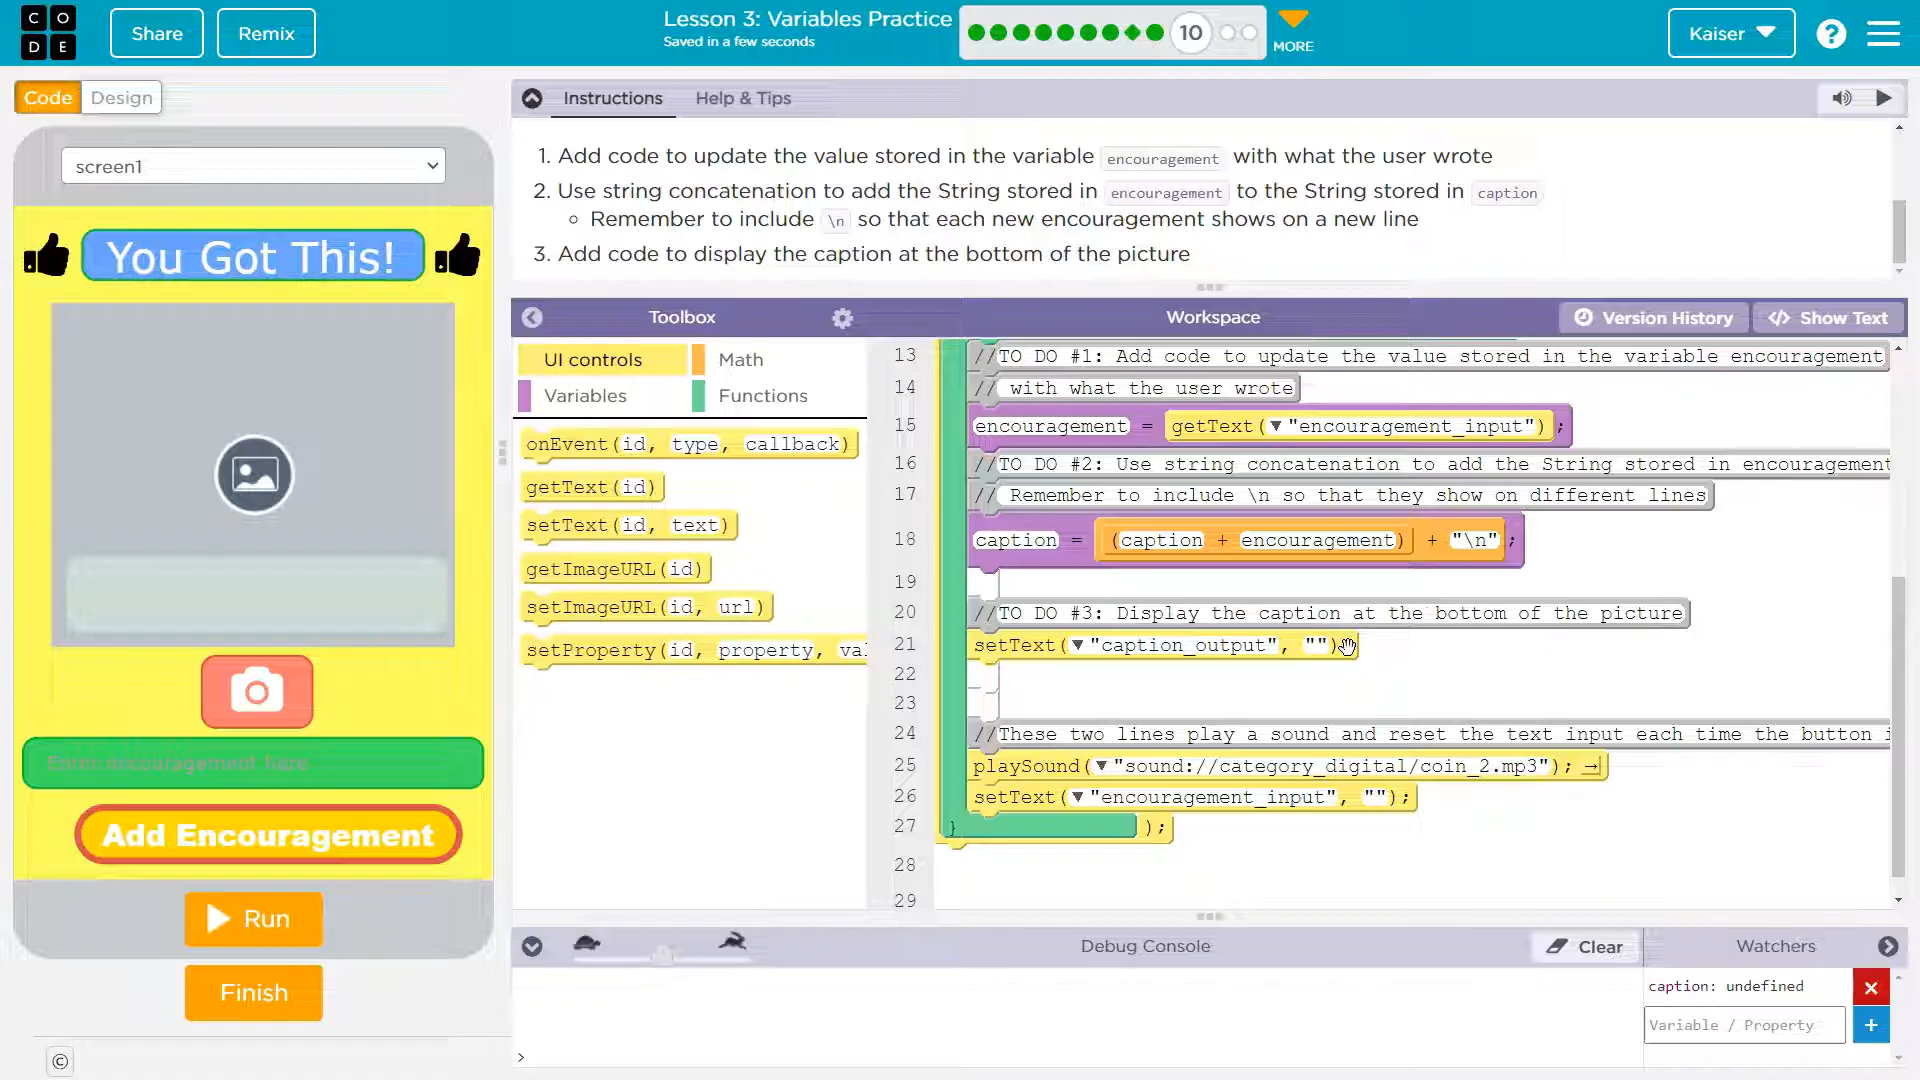 C O
D E
Share
Remix
Lesson 3: Variables Practice
Saved in a few seconds
10
MORE
Kaiser
?
Code
Design
Instructions
Help & Tips
screen1
1. Add code to update the value stored in the variable encouragement with what the user wrote
2. Use string concatenation to add the String stored in encouragement to the String stored in caption
Remember to include \n so that each new encouragement shows on a new line
3. Add code to display the caption at the bottom of the picture
You Got This!
Toolbox
Workspace
Version History
</> Show Text
UI controls
Math
Variables
Functions
onEvent(id, type, callback)
getText(id)
setText(id, text)
getImageURL(id)
setImageURL(id, url)
setProperty(id, property, val
13 //TO DO #1: Add code to update the value stored in the variable encouragement
14 // with what the user wrote
15 encouragement = getText(▼"encouragement_input");
16 //TO DO #2: Use string concatenation to add the String stored in encouragement
17 // Remember to include \n so that they show on different lines
18 caption = (caption + encouragement) + "\n";
19
20 //TO DO #3: Display the caption at the bottom of the picture
21 setText(▼"caption_output", "")
22
23
24 //These two lines play a sound and reset the text input each time the button i
25 playSound(▼"sound://category_digital/coin_2.mp3"); →
26 setText(▼"encouragement_input", "");
27 } );
28
29
Enter encouragement here
Add Encouragement
Run
Finish
©
Debug Console
Clear
Watchers
caption: undefined
Variable / Property
>